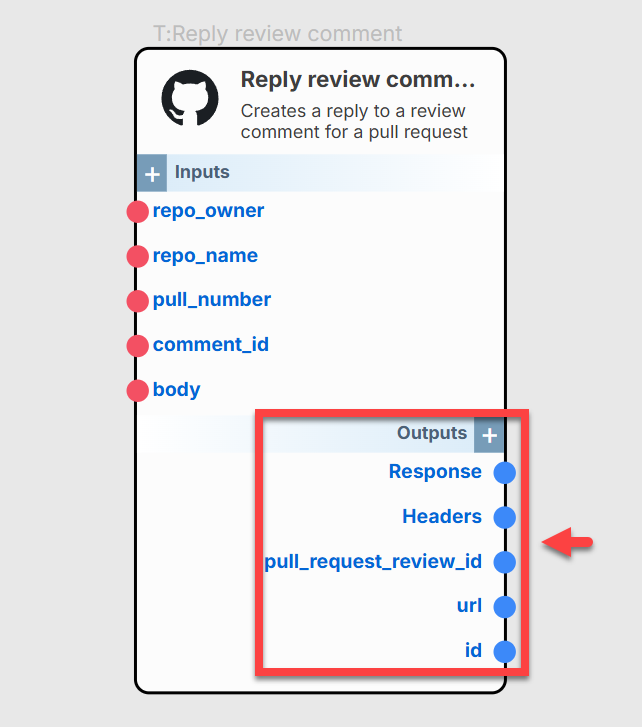 T:Reply review comment
Reply review comm...
Creates a reply to a review
comment for a pull request
+ Inputs
repo_owner
repo_name
pull_number
comment_id
body
Outputs +
Response
Headers
pull_request_review_id
url
id